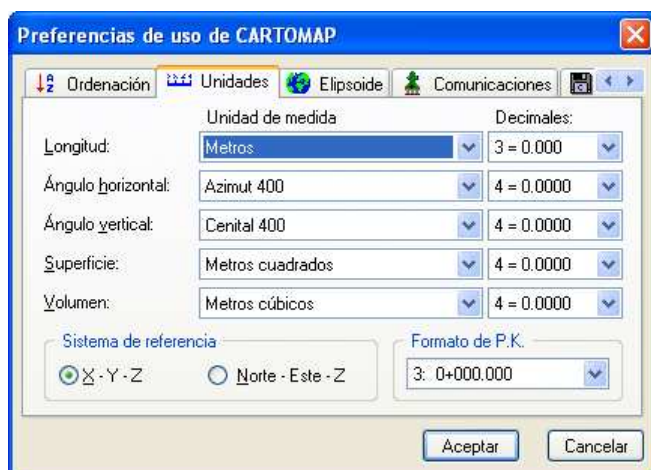 Preferencias de uso de CARTOMAP
Ordenación Unidades Elipsoide Comunicaciones
Unidad de medida Decimales:
Longitud: Metros 3 = 0.000
Ángulo horizontal: Azimut 400 4 = 0.0000
Ángulo vertical: Cenital 400 4 = 0.0000
Superficie: Metros cuadrados 4 = 0.0000
Volumen: Metros cúbicos 4 = 0.0000
Sistema de referencia Formato de P.K.
X - Y - Z Norte - Este - Z 3: 0+000.000
Aceptar Cancelar